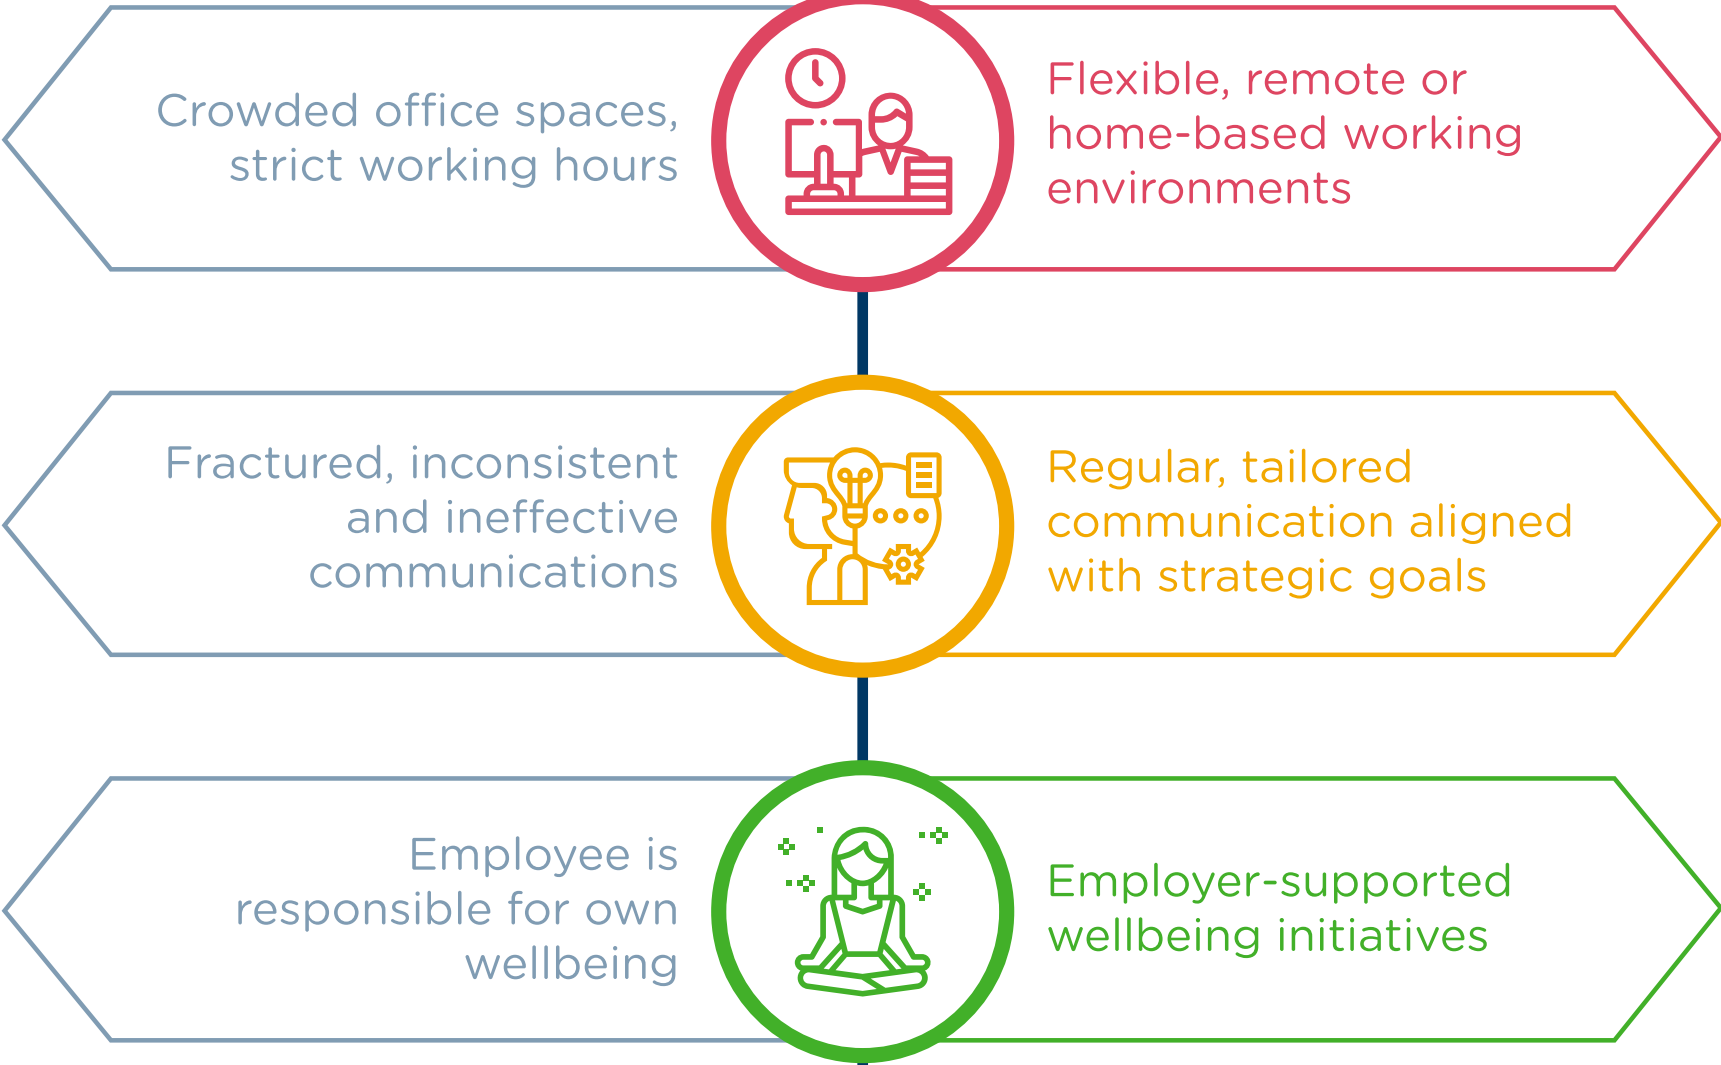 Crowded office spaces,
strict working hours
Flexible, remote or
home-based working
environments
Fractured, inconsistent
and ineffective
communications
Regular, tailored
communication aligned
with strategic goals
Employee is
responsible for own
wellbeing
Employer-supported
wellbeing initiatives